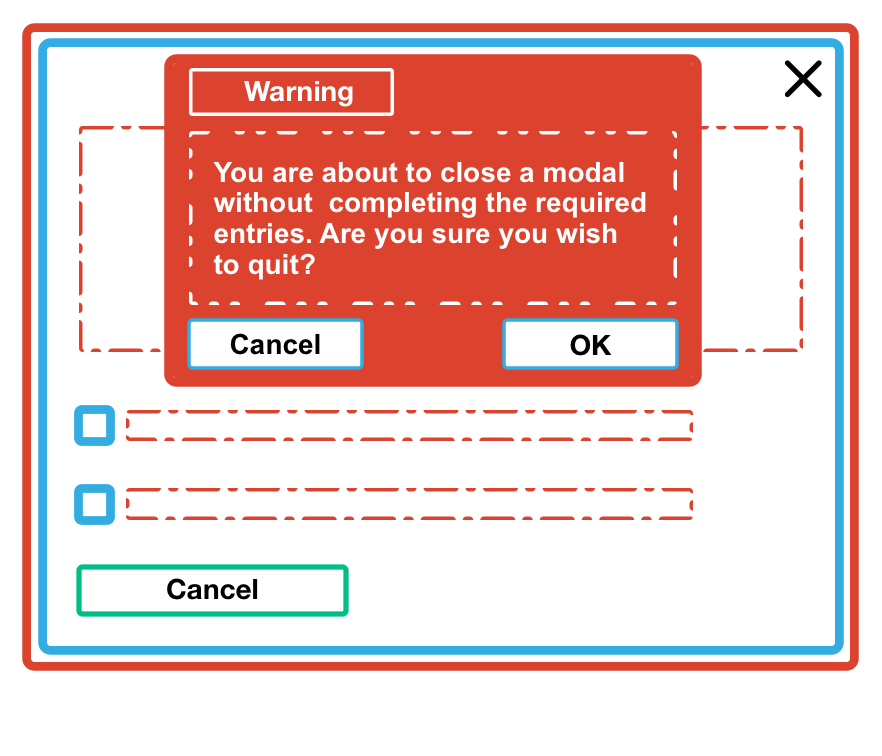 Warning
You are about to close a modal
without  completing the required
entries. Are you sure you wish
to quit?
Cancel
OK
Cancel